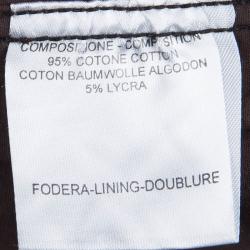 COMPOSIZIONE - COMPOSITION
95% COTONE COTTON
COTON BAUMWOLLE ALGODON
5% LYCRA
FODERA-LINING-DOUBLURE